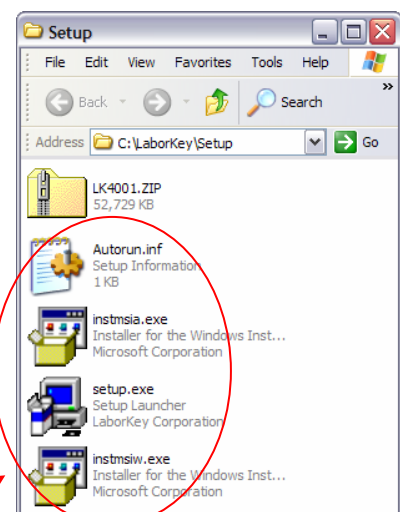 Setup
File Edit View Favorites Tools Help
Back Search »
Address C:\LaborKey\Setup Go
LK4001.ZIP
52,729 KB
Autorun.inf
Setup Information
1 KB
instmsia.exe
Installer for the Windows Inst...
Microsoft Corporation
setup.exe
Setup Launcher
LaborKey Corporation
instmsiw.exe
Installer for the Windows Inst...
Microsoft Corporation